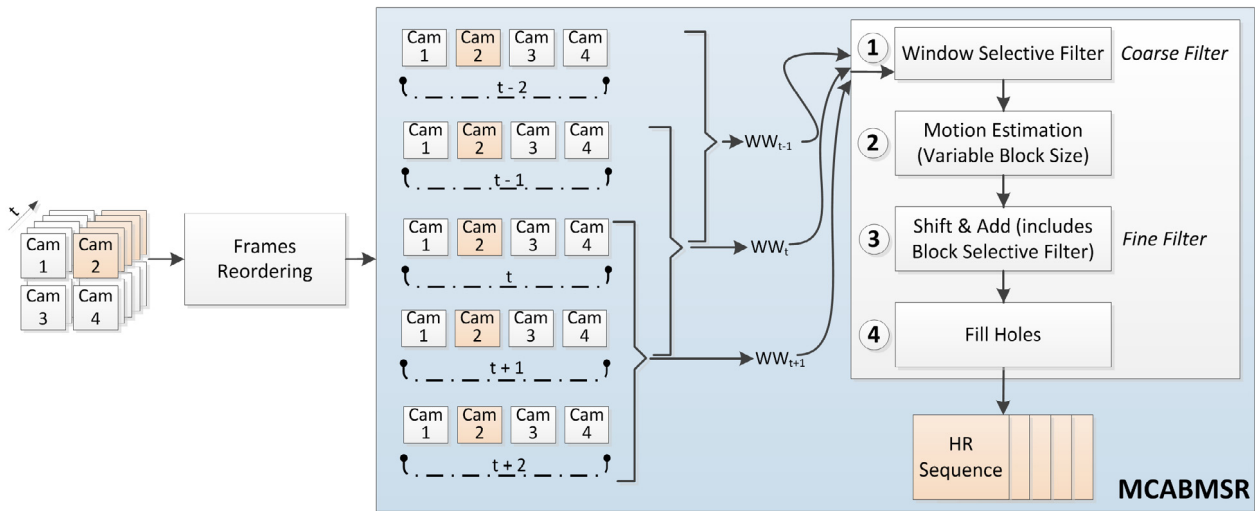 t
Cam
1
Cam
2
Cam
3
Cam
4
Frames
Reordering
Cam
1
Cam
2
Cam
3
Cam
4
t - 2
Cam
1
Cam
2
Cam
3
Cam
4
t - 1
Cam
1
Cam
2
Cam
3
Cam
4
t
Cam
1
Cam
2
Cam
3
Cam
4
t + 1
Cam
1
Cam
2
Cam
3
Cam
4
t + 2
WWt-1
WWt
WWt+1
1
Window Selective Filter
Coarse Filter
2
Motion Estimation
(Variable Block Size)
3
Shift & Add (includes
Block Selective Filter)
Fine Filter
4
Fill Holes
HR
Sequence
MCABMSR